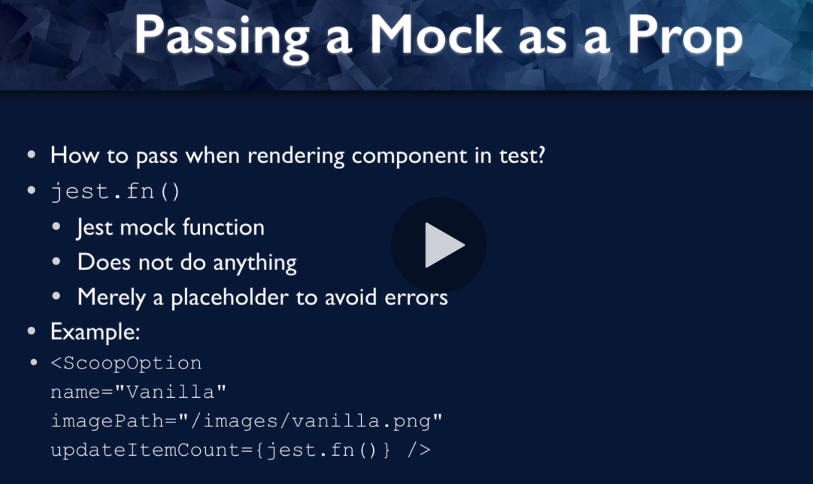 Passing a Mock as a Prop
• How to pass when rendering component in test?
• jest.fn()
• Jest mock function
• Does not do anything
• Merely a placeholder to avoid errors
• Example:
• <ScoopOption
name="Vanilla"
imagePath="/images/vanilla.png"
updateItemCount={jest.fn()} />